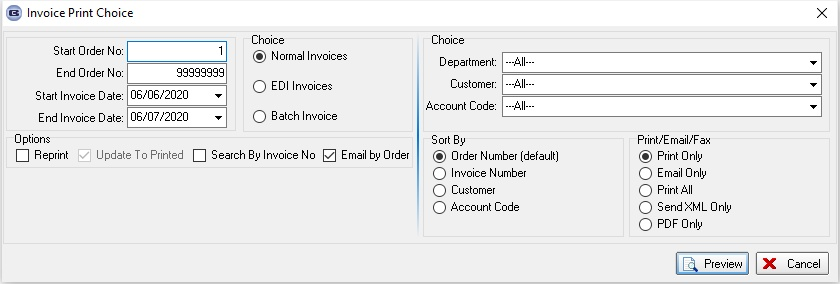 Invoice Print Choice
Start Order No: 1
End Order No: 99999999
Start Invoice Date: 06/06/2020
End Invoice Date: 06/07/2020
Choice
Normal Invoices
EDI Invoices
Batch Invoice
Options
Reprint Update To Printed Search By Invoice No Email by Order
Choice
Department: ---All---
Customer: ---All---
Account Code: ---All---
Sort By
Order Number (default)
Invoice Number
Customer
Account Code
Print/Email/Fax
Print Only
Email Only
Print All
Send XML Only
PDF Only
Preview Cancel